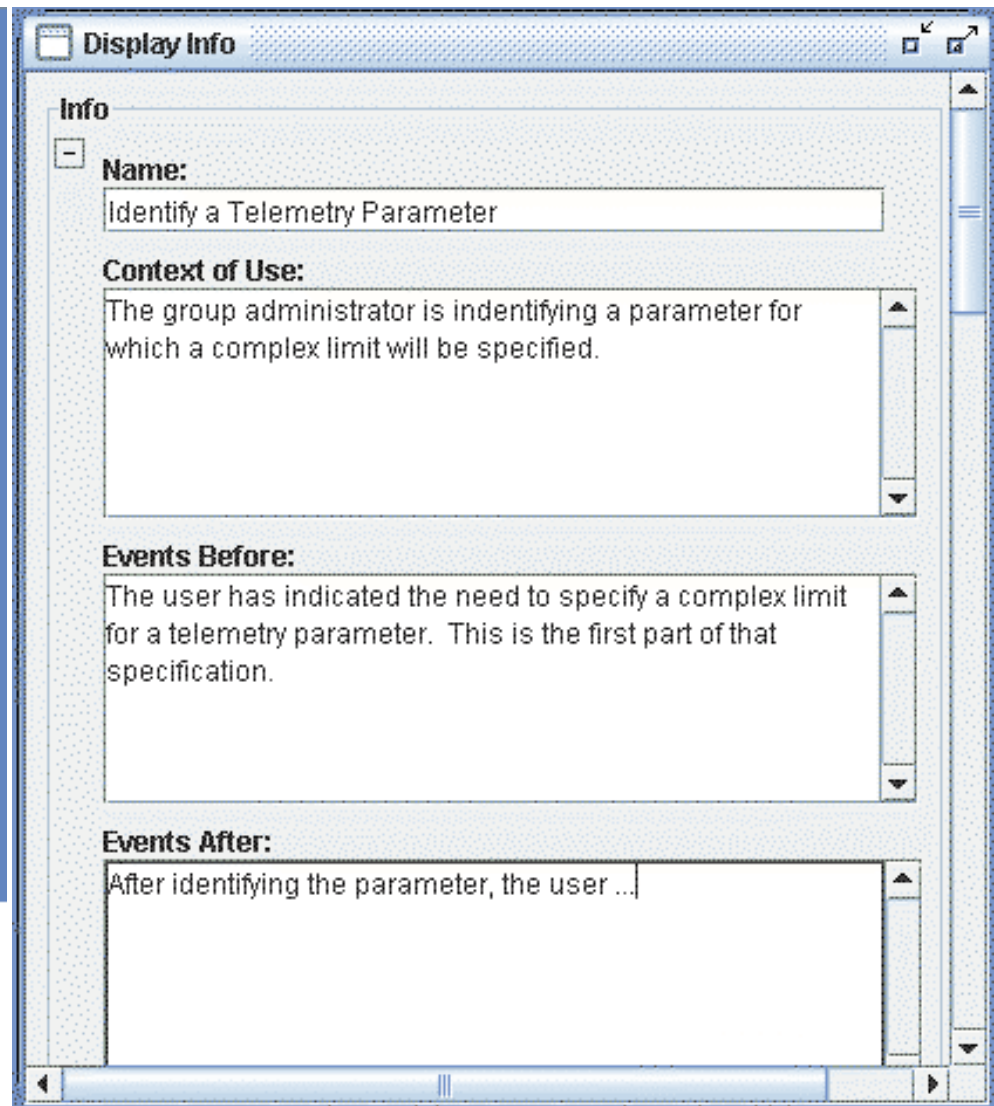 Display Info
Info
Name:
Identify a Telemetry Parameter
Context of Use:
The group administrator is indentifying a parameter for
which a complex limit will be specified.
Events Before:
The user has indicated the need to specify a complex limit
for a telemetry parameter.  This is the first part of that
specification.
Events After:
After identifying the parameter, the user ...